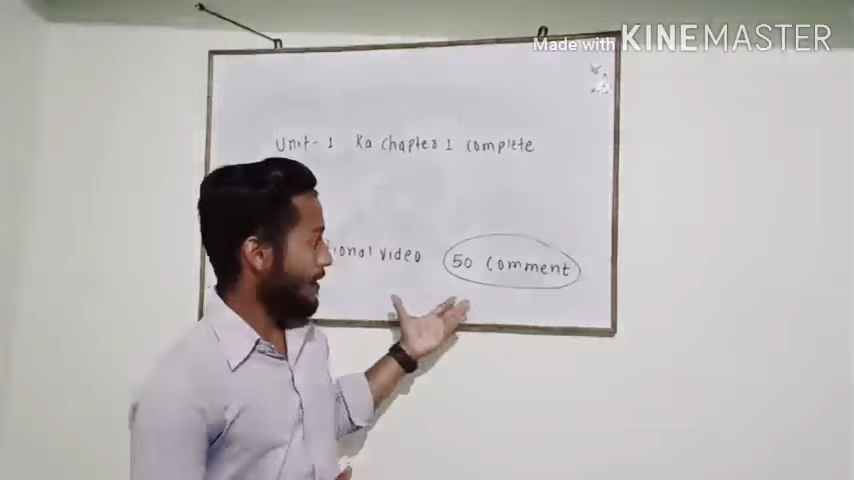 Made with KINEMASTER
Unit-1 Ka chapter 1 complete
tional video 50 comment